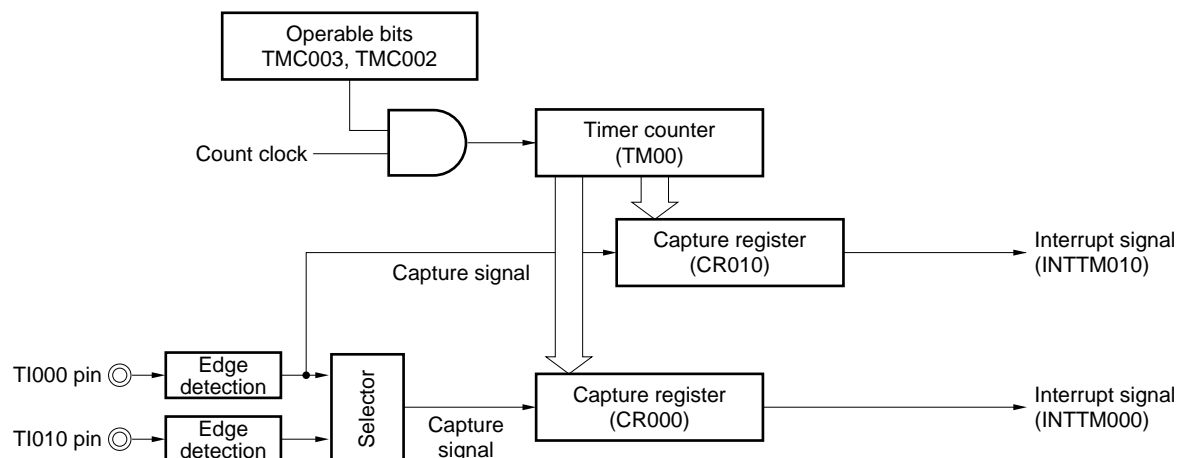 Operable bits
TMC003, TMC002
Count clock
Timer counter
(TM00)
Capture register
(CR010)
Interrupt signal
(INTTM010)
Capture signal
TI000 pin
Edge
detection
Selector
Capture register
(CR000)
Interrupt signal
(INTTM000)
TI010 pin
Edge
detection
Capture
signal